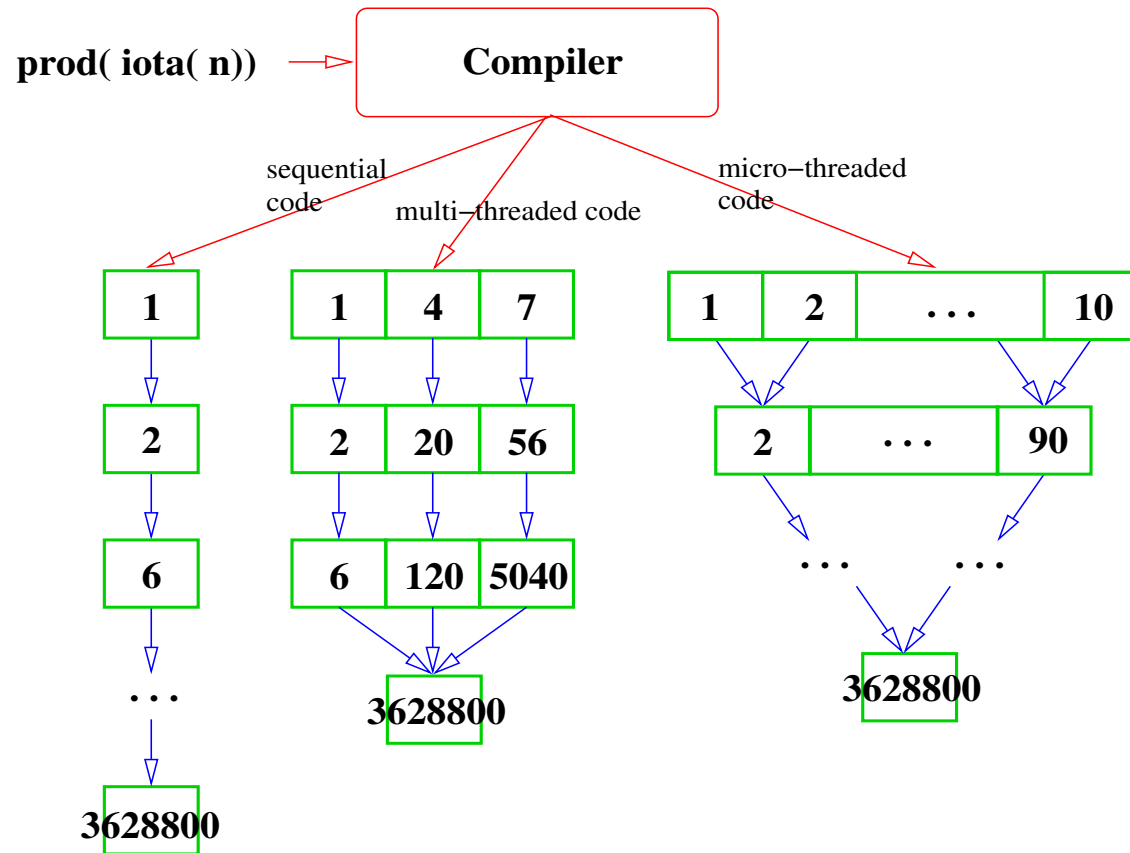 prod( iota( n))
Compiler
sequential
code
multi−threaded code
micro−threaded
code
1
2
6
...
3628800
1 4 7
2 20 56
6 120 5040
3628800
1 2 ... 10
2 ... 90
... ...
3628800